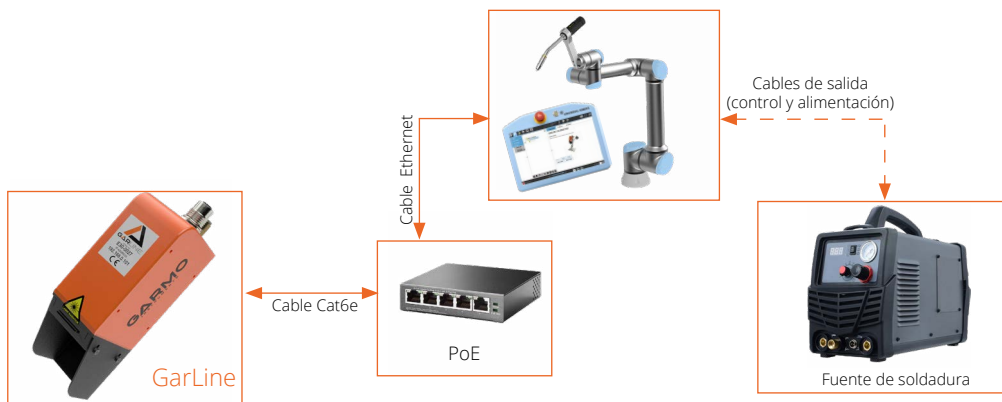 Cables de salida
(control y alimentación)
Cable Ethernet
GARMO
GarLine
Cable Cat6e
PoE
Fuente de soldadura